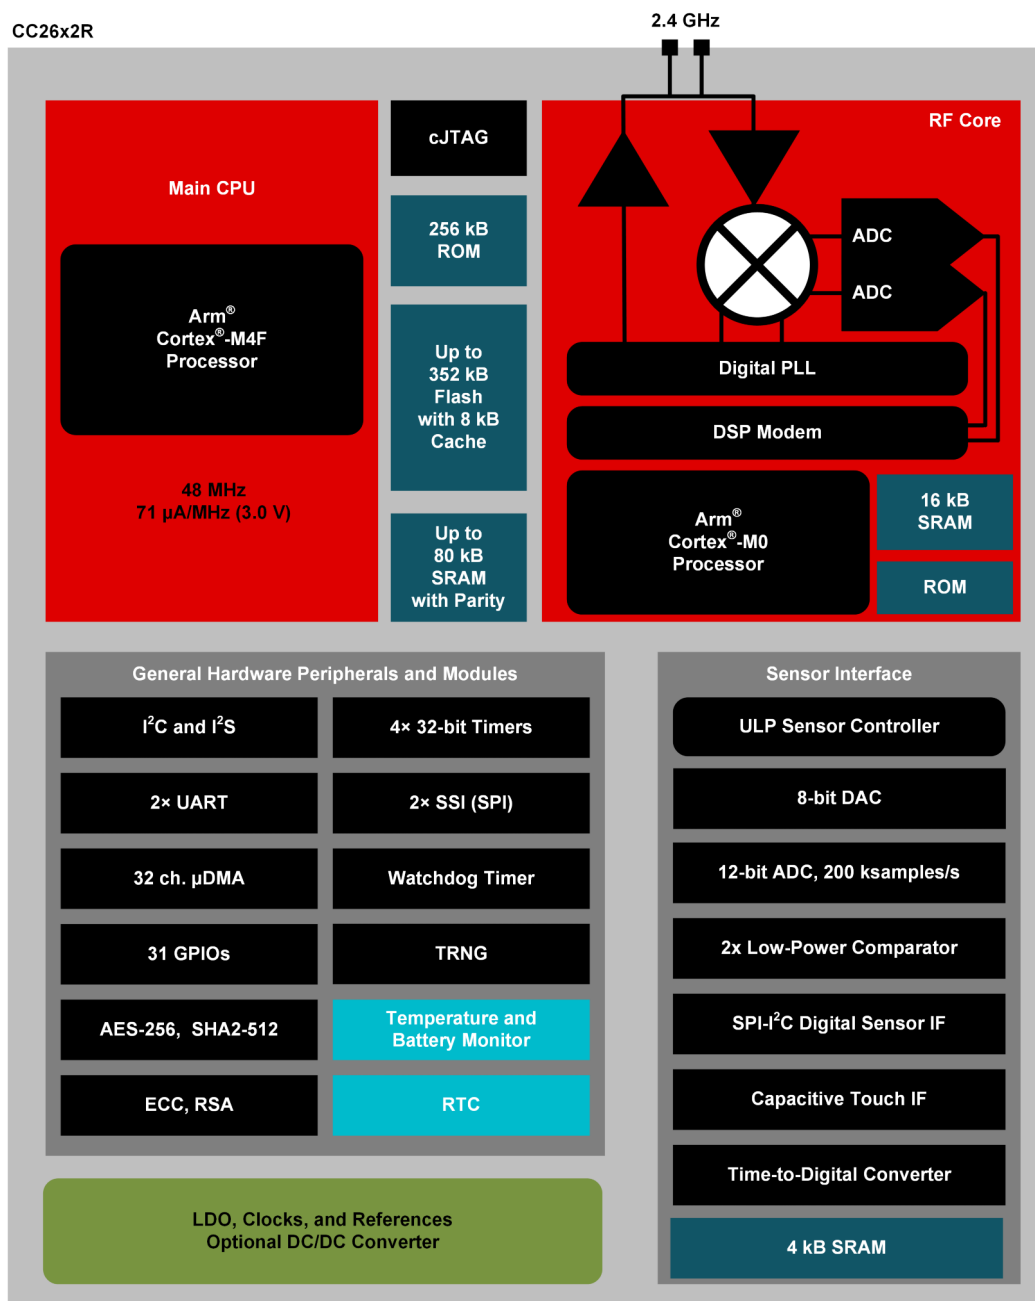 CC26x2R
2.4 GHz
Main CPU
Arm®
Cortex®-M4F
Processor
48 MHz
71 µA/MHz (3.0 V)
cJTAG
256 kB
ROM
Up to
352 kB
Flash
with 8 kB
Cache
Up to
80 kB
SRAM
with Parity
RF Core
ADC
ADC
Digital PLL
DSP Modem
Arm®
Cortex®-M0
Processor
16 kB
SRAM
ROM
General Hardware Peripherals and Modules
I²C and I²S
4× 32-bit Timers
2× UART
2× SSI (SPI)
32 ch. µDMA
Watchdog Timer
31 GPIOs
TRNG
AES-256, SHA2-512
Temperature and
Battery Monitor
ECC, RSA
RTC
LDO, Clocks, and References
Optional DC/DC Converter
Sensor Interface
ULP Sensor Controller
8-bit DAC
12-bit ADC, 200 ksamples/s
2x Low-Power Comparator
SPI-I²C Digital Sensor IF
Capacitive Touch IF
Time-to-Digital Converter
4 kB SRAM